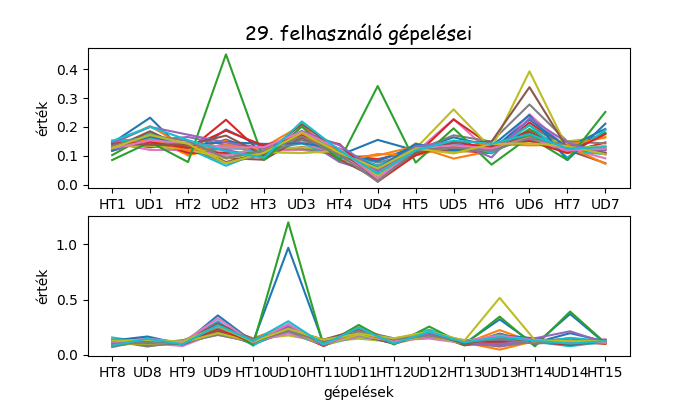 29. felhasználó gépelései
érték
0.4
0.3
0.2
0.1
0.0
HT1 UD1 HT2 UD2 HT3 UD3 HT4 UD4 HT5 UD5 HT6 UD6 HT7 UD7
érték
1.0
0.5
0.0
HT8 UD8 HT9 UD9 HT10 UD10 HT11 UD11 HT12 UD12 HT13 UD13 HT14 UD14 HT15
gépelések